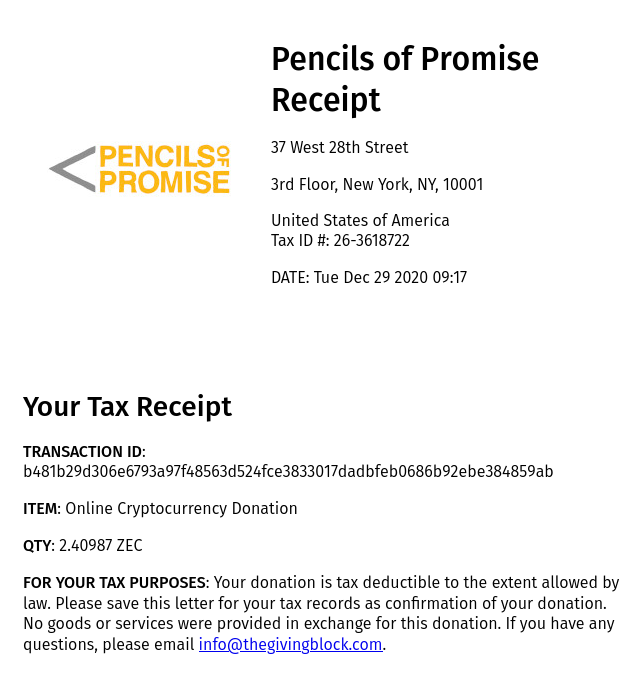 PENCILS OF
PROMISE
Pencils of Promise
Receipt
37 West 28th Street
3rd Floor, New York, NY, 10001
United States of America
Tax ID #: 26-3618722
DATE: Tue Dec 29 2020 09:17
Your Tax Receipt
TRANSACTION ID:
b481b29d306e6793a97f48563d524fce3833017dadbfeb0686b92ebe384859ab
ITEM: Online Cryptocurrency Donation
QTY: 2.40987 ZEC
FOR YOUR TAX PURPOSES: Your donation is tax deductible to the extent allowed by
law. Please save this letter for your tax records as confirmation of your donation.
No goods or services were provided in exchange for this donation. If you have any
questions, please email info@thegivingblock.com.